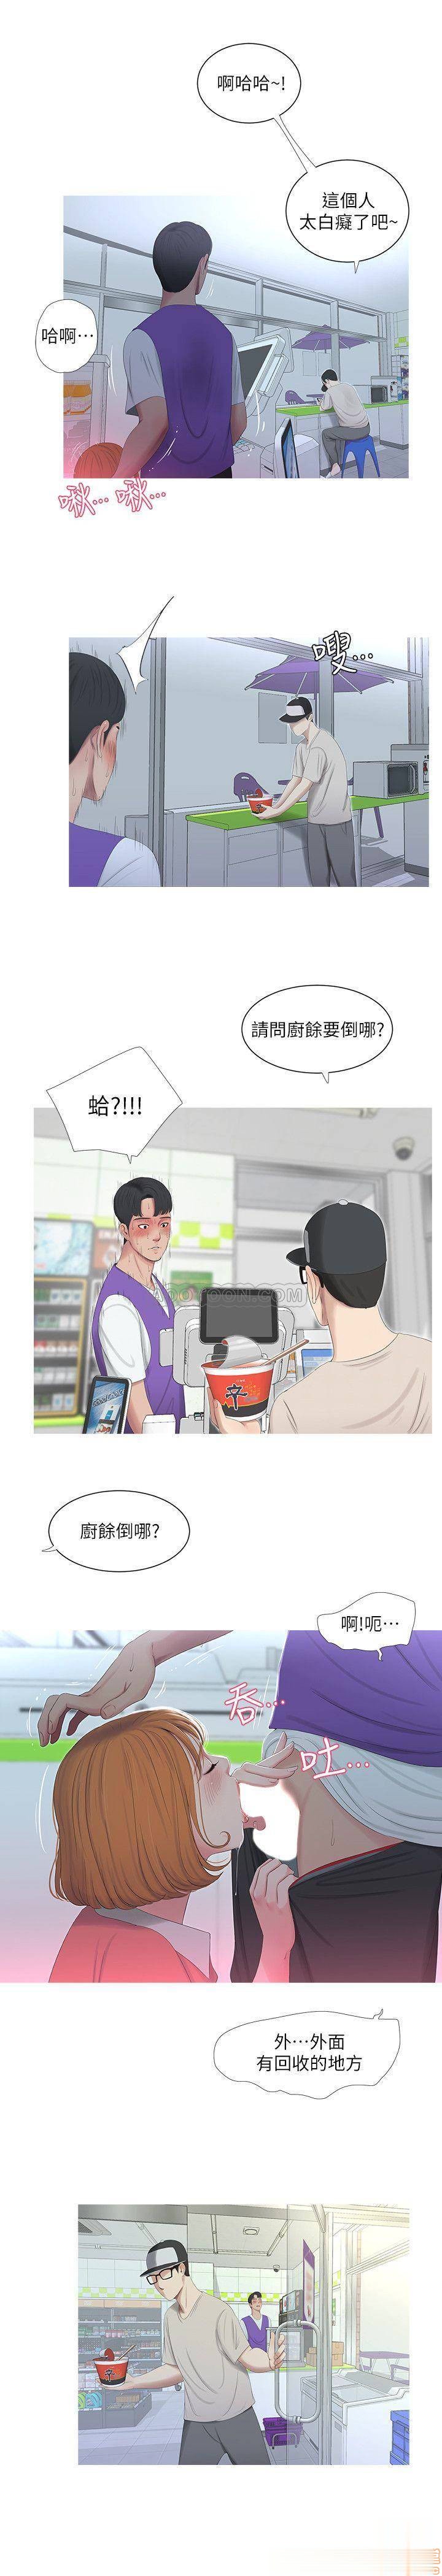 啊哈哈~!
這個人
太白癡了吧~
哈啊…
啾…啾…
嗖…
請問廚餘要倒哪?
蛤?!!!
辛
廚餘倒哪?
啊!呃…
吞…
吐…
外…外面
有回收的地方
辛